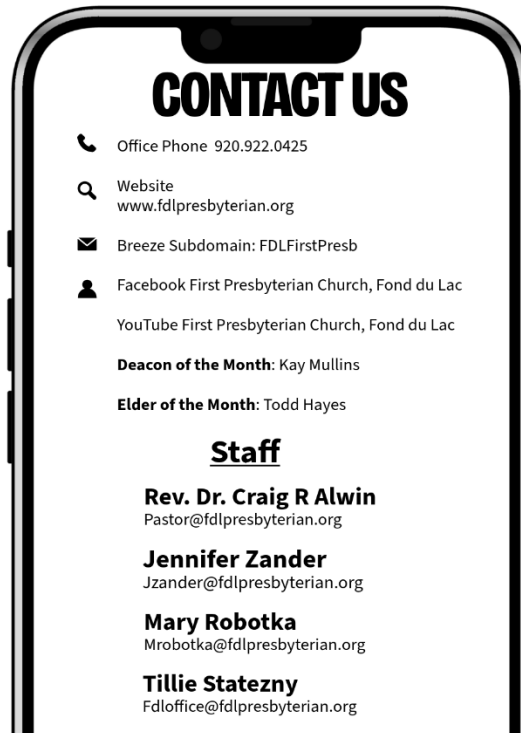 CONTACT US
Office Phone  920.922.0425
Website
www.fdlpresbyterian.org
Breeze Subdomain: FDLFirstPresb
Facebook First Presbyterian Church, Fond du Lac
YouTube First Presbyterian Church, Fond du Lac
Deacon of the Month: Kay Mullins
Elder of the Month: Todd Hayes
Staff
Rev. Dr. Craig R Alwin
Pastor@fdlpresbyterian.org
Jennifer Zander
Jzander@fdlpresbyterian.org
Mary Robotka
Mrobotka@fdlpresbyterian.org
Tillie Statezny
Fdloffice@fdlpresbyterian.org